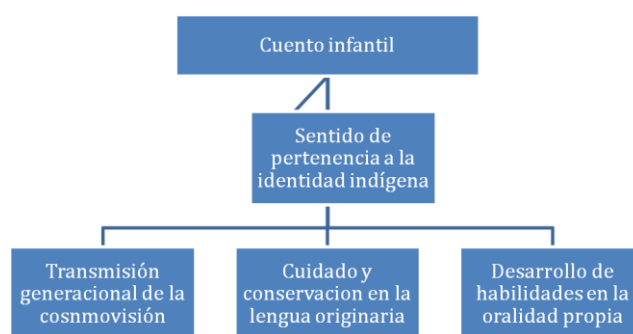 Cuento infantil
Sentido de
pertenencia a la
identidad indígena
Transmisión
generacional de la
cosnmovisión
Cuidado y
conservacion en la
lengua originaria
Desarrollo de
habilidades en la
oralidad propia